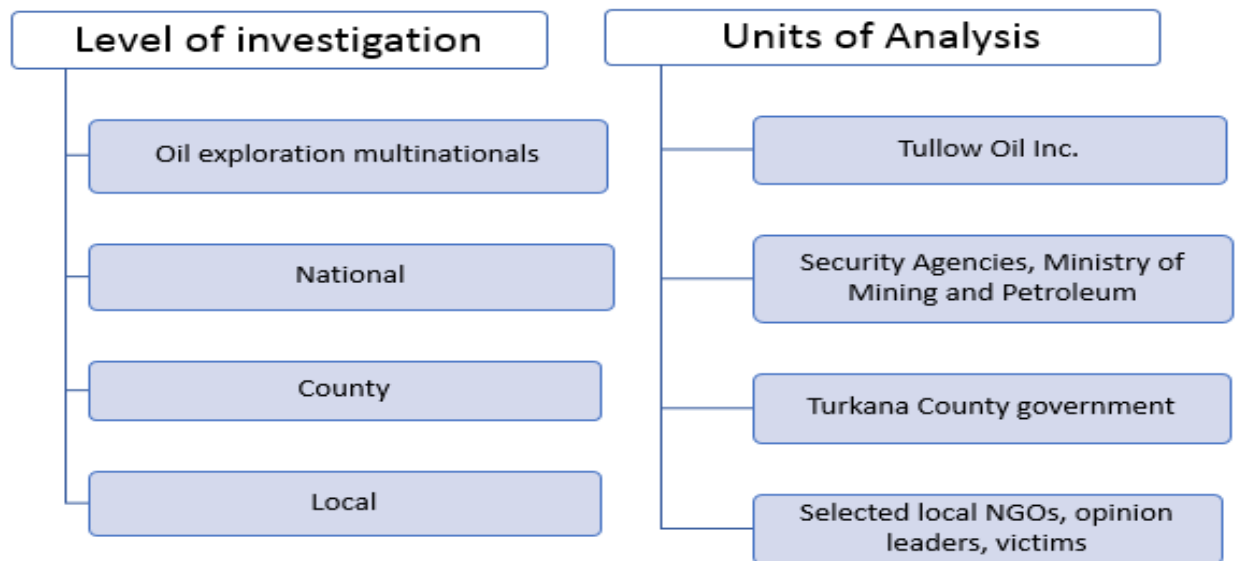 Level of investigation
Oil exploration multinationals
National
County
Local
Units of Analysis
Tullow Oil Inc.
Security Agencies, Ministry of
Mining and Petroleum
Turkana County government
Selected local NGOs, opinion
leaders, victims